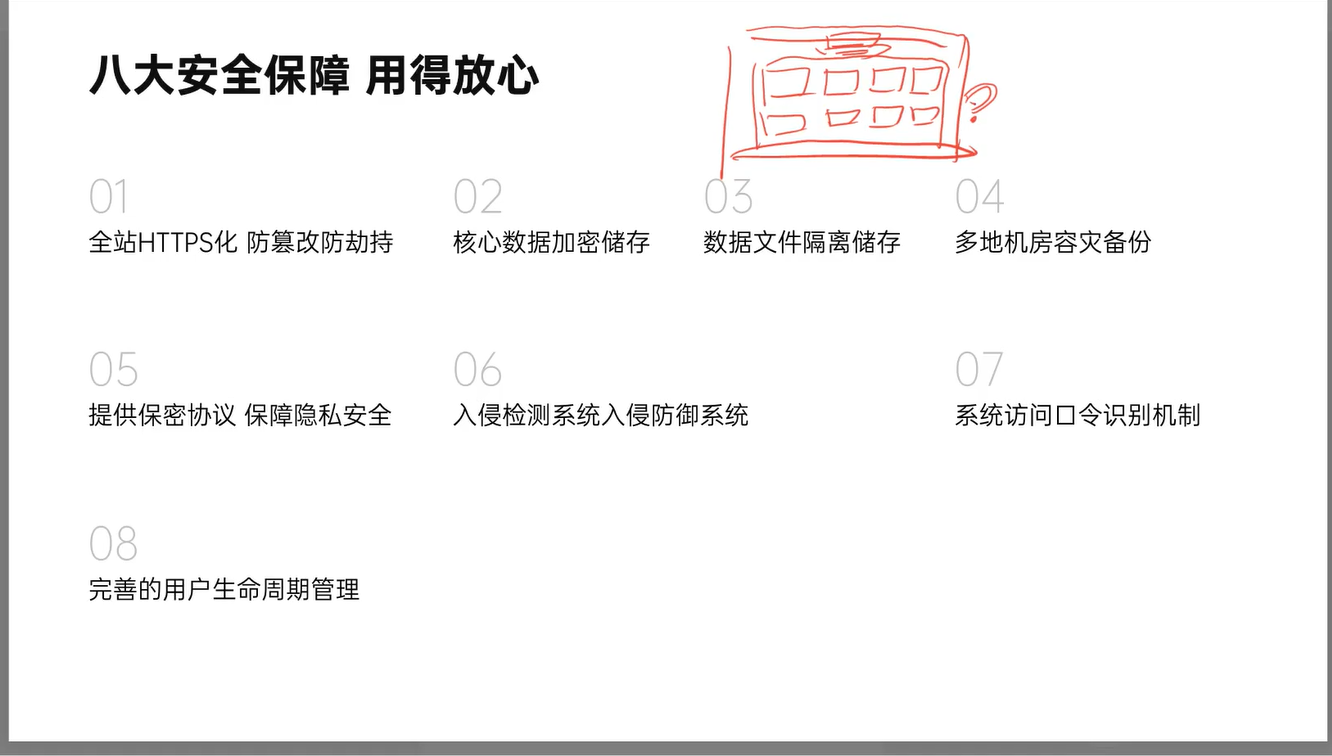 八大安全保障 用得放心
01
全站HTTPS化 防篡改防劫持
02
核心数据加密储存
03
数据文件隔离储存
04
多地机房容灾备份
05
提供保密协议 保障隐私安全
06
入侵检测系统入侵防御系统
07
系统访问口令识别机制
08
完善的用户生命周期管理
?